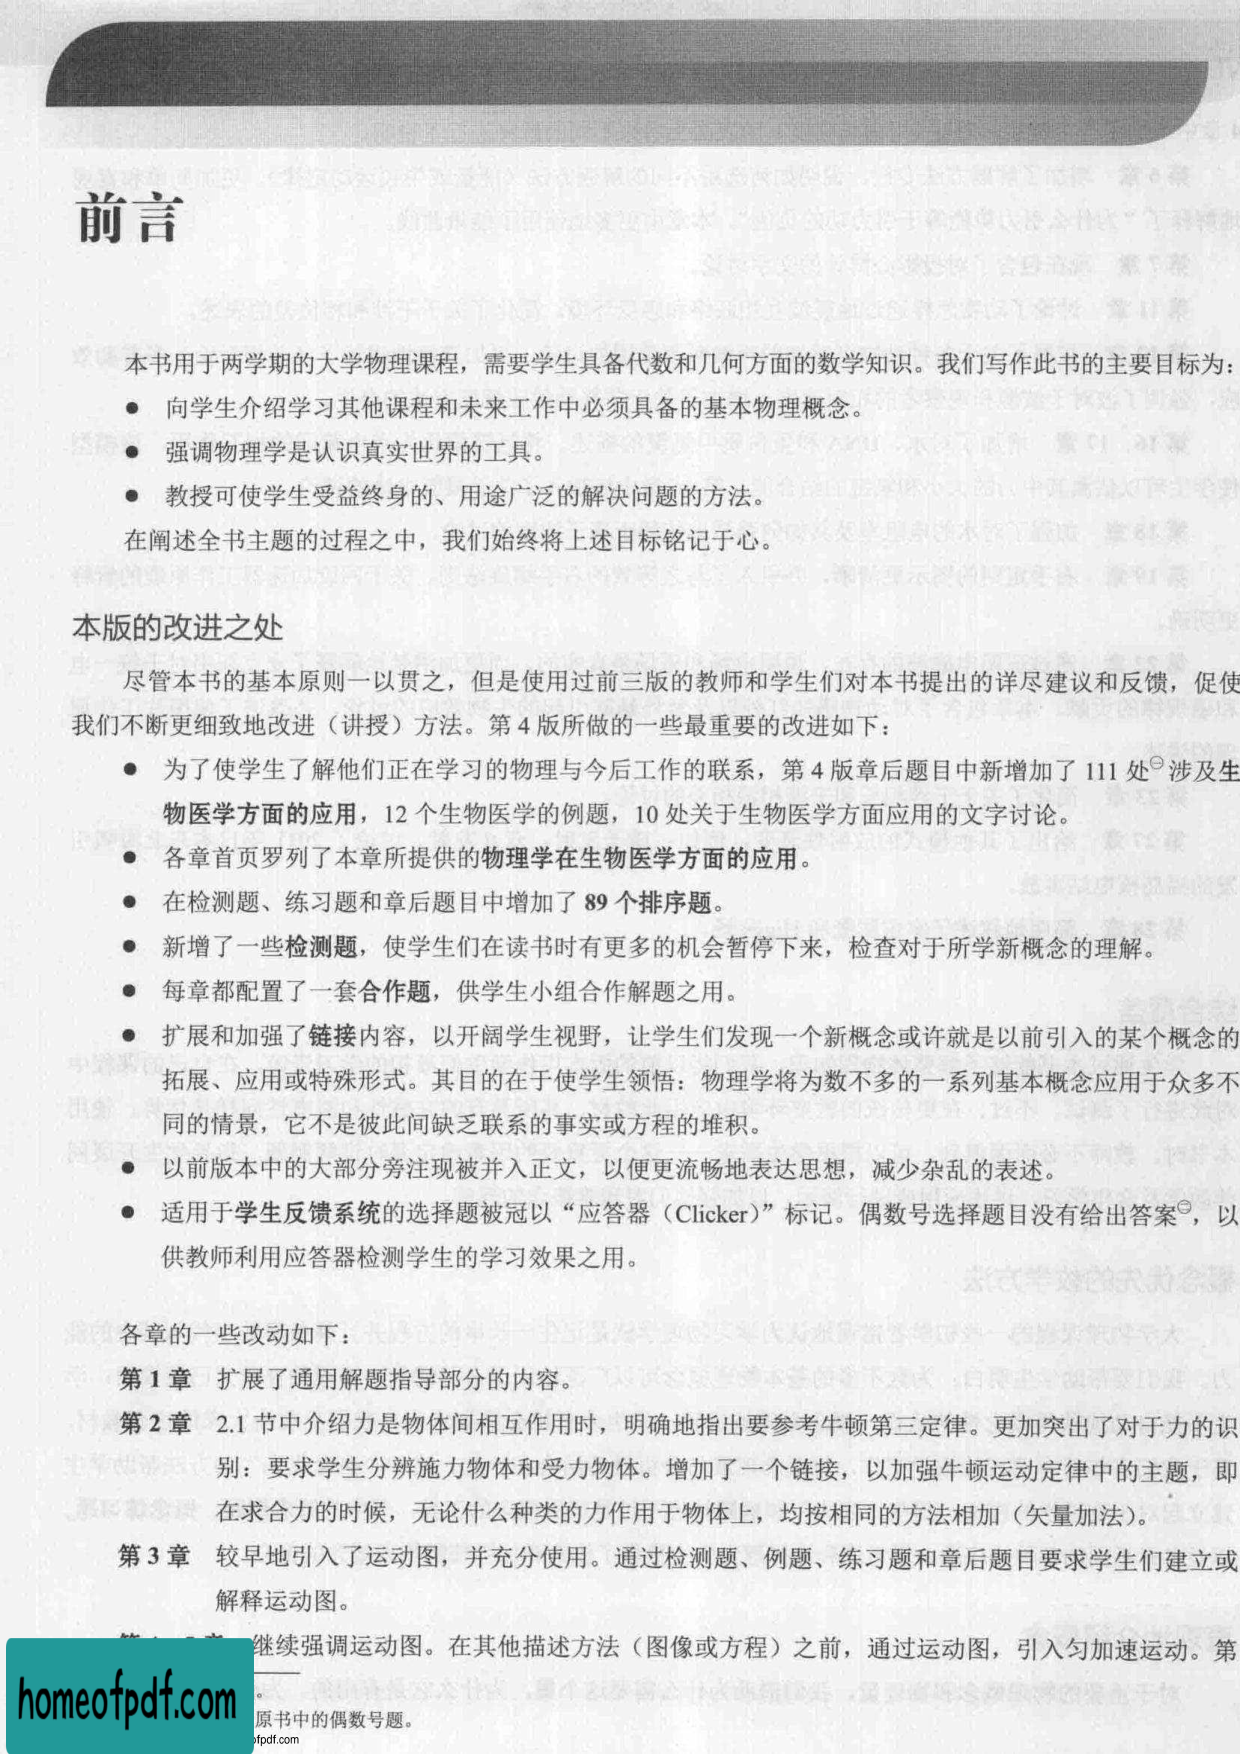 前言
本书用于两学期的大学物理课程，需要学生具备代数和几何方面的数学知识。我们写作此书的主要目标为：
● 向学生介绍学习其他课程和未来工作中必须具备的基本物理概念。
● 强调物理学是认识真实世界的工具。
● 教授可使学生受益终身的、用途广泛的解决问题的方法。
在阐述全书主题的过程之中，我们始终将上述目标铭记于心。
本版的改进之处
尽管本书的基本原则一以贯之，但是使用过前三版的教师和学生们对本书提出的详尽建议和反馈，促使
我们不断更细致地改进（讲授）方法。第 4 版所做的一些最重要的改进如下：
● 为了使学生了解他们正在学习的物理与今后工作的联系，第 4 版章后题目中新增加了 111 处㊀涉及生
物医学方面的应用，12 个生物医学的例题，10 处关于生物医学方面应用的文字讨论。
● 各章首页罗列了本章所提供的物理学在生物医学方面的应用。
● 在检测题、练习题和章后题目中增加了 89 个排序题。
● 新增了一些检测题，使学生们在读书时有更多的机会暂停下来，检查对于所学新概念的理解。
● 每章都配置了一套合作题，供学生小组合作解题之用。
● 扩展和加强了链接内容，以开阔学生视野，让学生们发现一个新概念或许就是以前引入的某个概念的
拓展、应用或特殊形式。其目的在于使学生领悟：物理学将为数不多的一系列基本概念应用于众多不
同的情景，它不是彼此间缺乏联系的事实或方程的堆积。
● 以前版本中的大部分旁注现被并入正文，以便更流畅地表达思想，减少杂乱的表述。
● 适用于学生反馈系统的选择题被冠以“应答器（Clicker）”标记。偶数号选择题目没有给出答案㊁，以
供教师利用应答器检测学生的学习效果之用。
各章的一些改动如下：
第 1 章 扩展了通用解题指导部分的内容。
第 2 章 2.1 节中介绍力是物体间相互作用时，明确地指出要参考牛顿第三定律。更加突出了对于力的识
别：要求学生分辨施力物体和受力物体。增加了一个链接，以加强牛顿运动定律中的主题，即
在求合力的时候，无论什么种类的力作用于物体上，均按相同的方法相加（矢量加法）。
第 3 章 较早地引入了运动图，并充分使用。通过检测题、例题、练习题和章后题目要求学生们建立或
解释运动图。
继续强调运动图。在其他描述方法（图像或方程）之前，通过运动图，引入匀加速运动。第
。
原书中的偶数号题。
homeofpdf.com
ofpdf.com